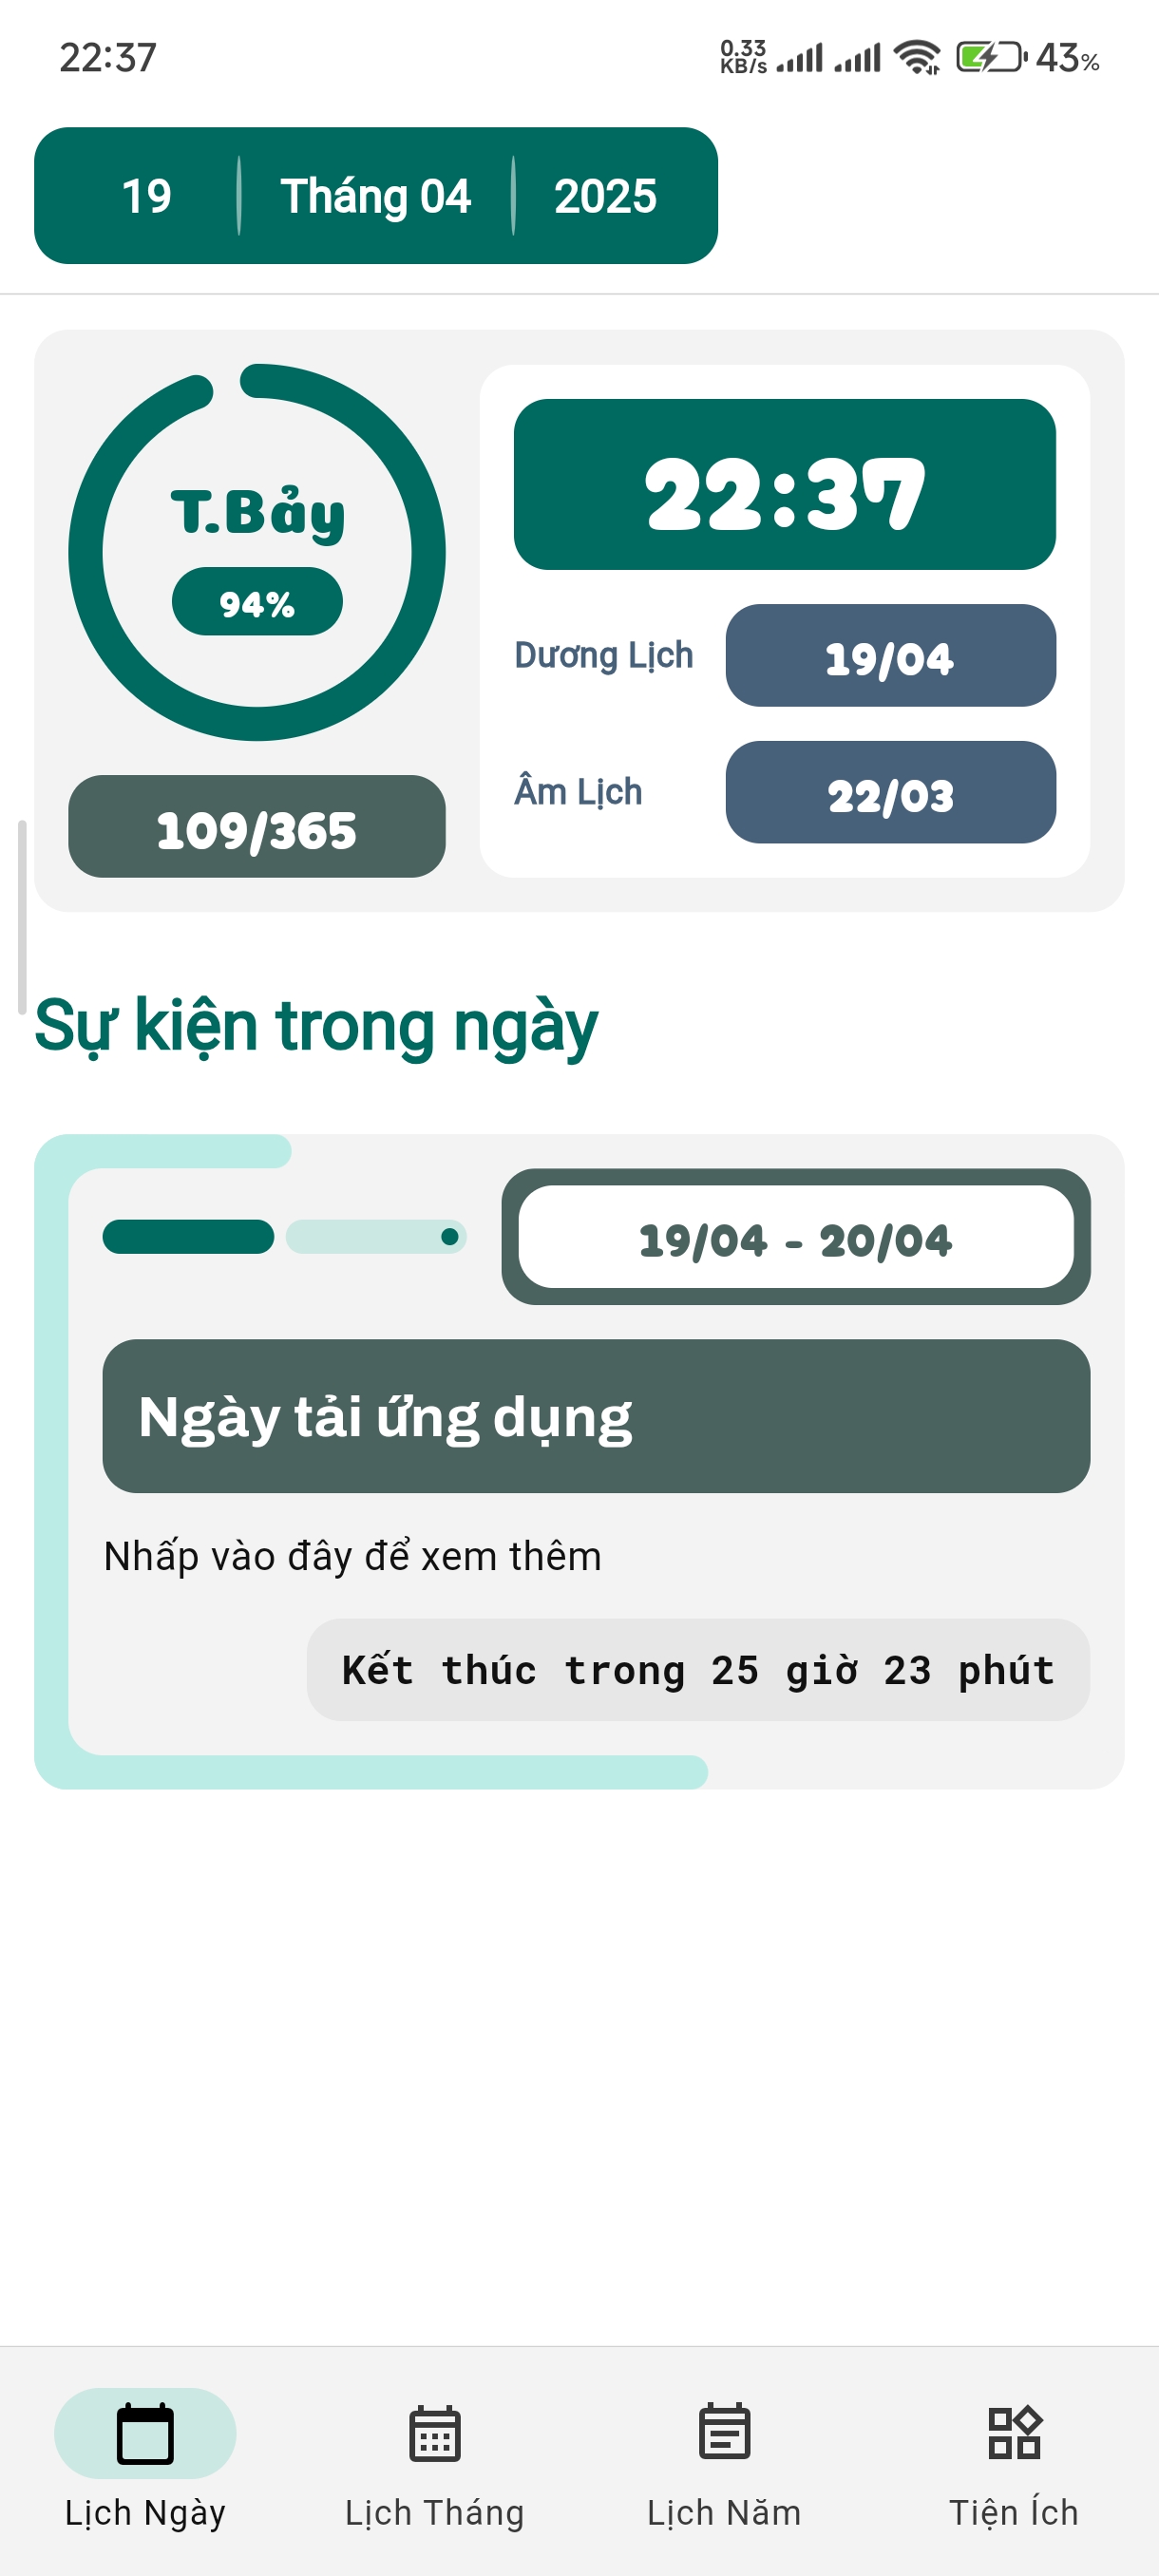 22:37
0.33 KB/s 43%
19 Tháng 04 2025
T.Bảy
94%
109/365
22:37
Dương Lịch 19/04
Âm Lịch 22/03
Sự kiện trong ngày
19/04 - 20/04
Ngày tải ứng dụng
Nhấp vào đây để xem thêm
Kết thúc trong 25 giờ 23 phút
Lịch Ngày Lịch Tháng Lịch Năm Tiện Ích